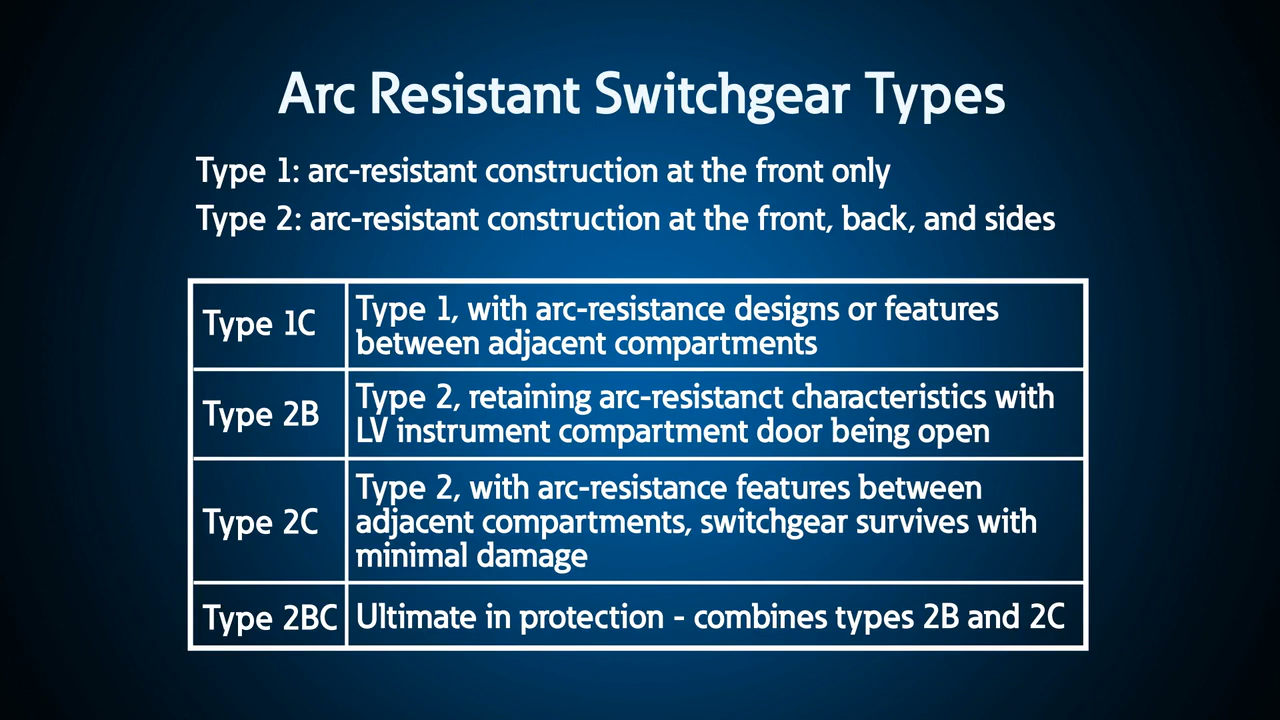 Arc Resistant Switchgear Types
Type 1: arc-resistant construction at the front only
Type 2: arc-resistant construction at the front, back, and sides
Type 1C
Type 1, with arc-resistance designs or features
between adjacent compartments
Type 2B
Type 2, retaining arc-resistanct characteristics with
LV instrument compartment door being open
Type 2C
Type 2, with arc-resistance features between
adjacent compartments, switchgear survives with
minimal damage
Type 2BC
Ultimate in protection - combines types 2B and 2C